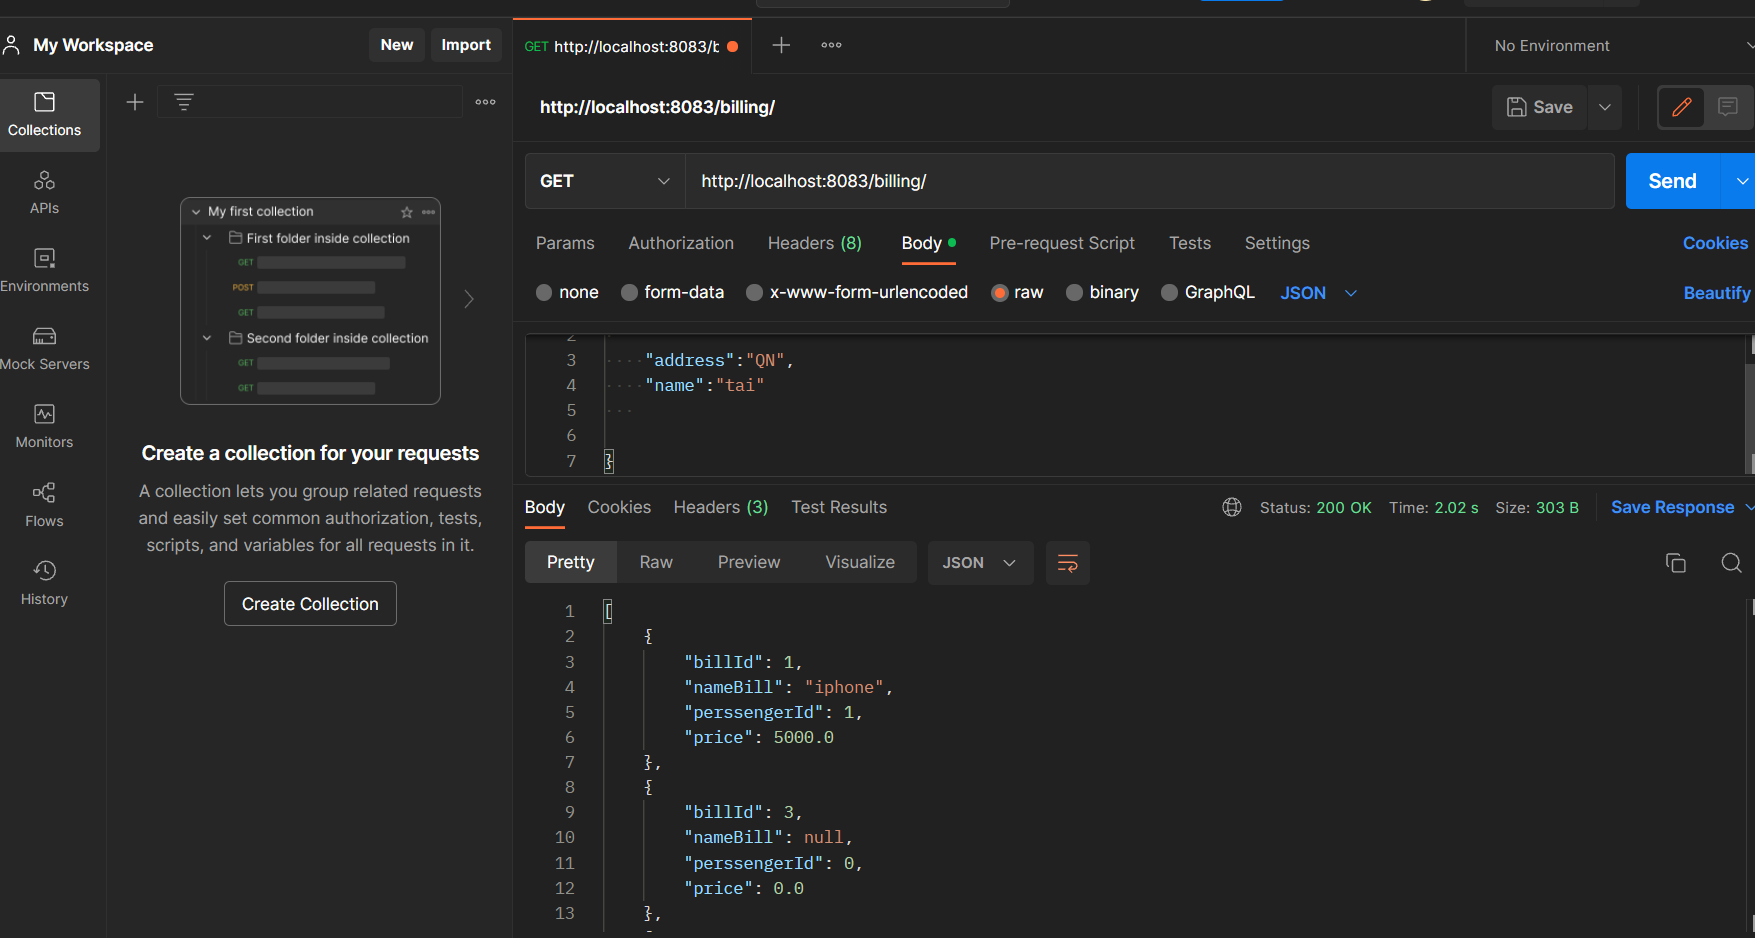 My Workspace
New
Import
GET http://localhost:8083/b
No Environment
Collections
APIs
Environments
Mock Servers
Monitors
Flows
History
My first collection
First folder inside collection
GET
POST
GET
Second folder inside collection
GET
GET
Create a collection for your requests
A collection lets you group related requests
and easily set common authorization, tests,
scripts, and variables for all requests in it.
Create Collection
http://localhost:8083/billing/
Save
GET
http://localhost:8083/billing/
Send
Params Authorization Headers (8) Body Pre-request Script Tests Settings Cookies
none form-data x-www-form-urlencoded raw binary GraphQL JSON Beautify
2
3 "address":"QN",
4 "name":"tai"
5
6
7 }
Body Cookies Headers (3) Test Results Status: 200 OK Time: 2.02 s Size: 303 B Save Response
Pretty Raw Preview Visualize JSON
1 [
2 {
3 "billId": 1,
4 "nameBill": "iphone",
5 "perssengerId": 1,
6 "price": 5000.0
7 },
8 {
9 "billId": 3,
10 "nameBill": null,
11 "perssengerId": 0,
12 "price": 0.0
13 },